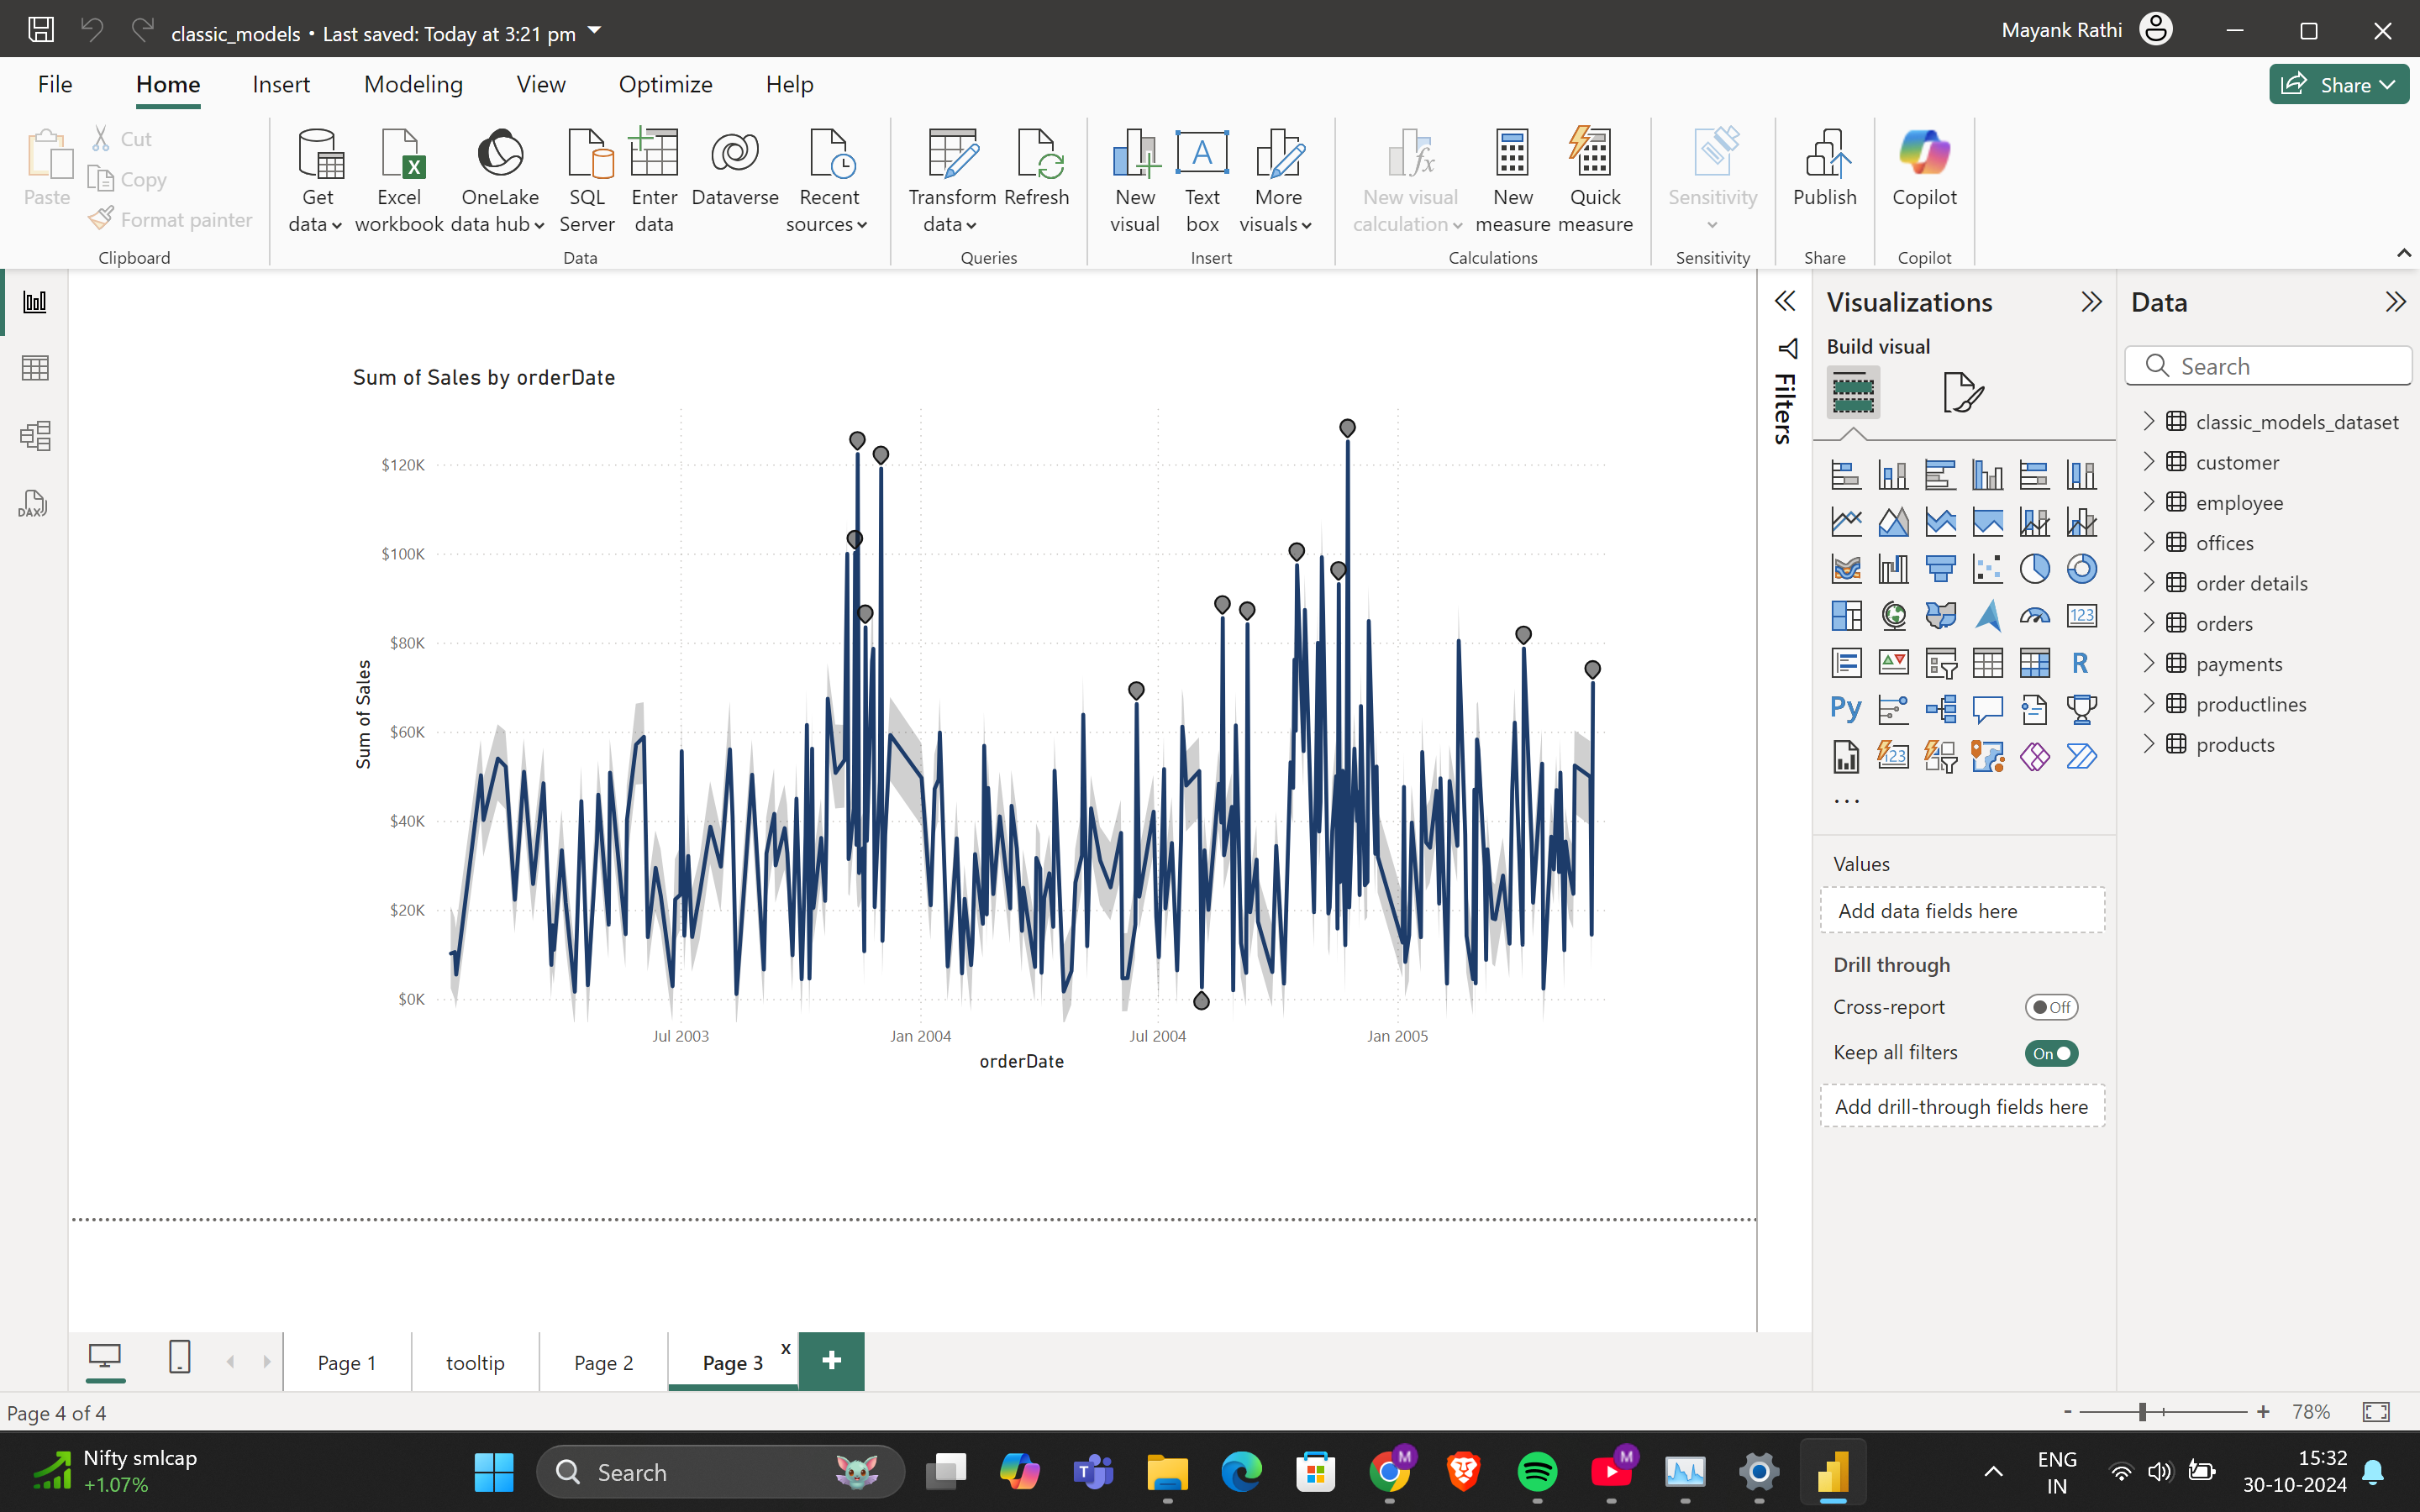 classic_models • Last saved: Today at 3:21 pm
Mayank Rathi
File Home Insert Modeling View Optimize Help
Share
Paste
Cut
Copy
Format painter
Clipboard
Get data
Excel workbook
OneLake data hub
SQL Server
Enter data
Dataverse
Recent sources
Data
Transform data
Refresh
Queries
New visual
Text box
More visuals
Insert
New visual calculation
New measure
Quick measure
Calculations
Sensitivity
Sensitivity
Publish
Share
Copilot
Copilot
DAX
Sum of Sales by orderDate
Sum of Sales
$120K
$100K
$80K
$60K
$40K
$20K
$0K
Jul 2003 Jan 2004 Jul 2004 Jan 2005
orderDate
Filters
Visualizations
Build visual
123
R
Py
123
...
Values
Add data fields here
Drill through
Cross-report Off
Keep all filters On
Add drill-through fields here
Data
Search
classic_models_dataset
customer
employee
offices
order details
orders
payments
productlines
products
Page 1 tooltip Page 2 Page 3 x +
Page 4 of 4
- + 78%
Nifty smlcap
+1.07%
Search
M
M
ENG
IN
15:32
30-10-2024